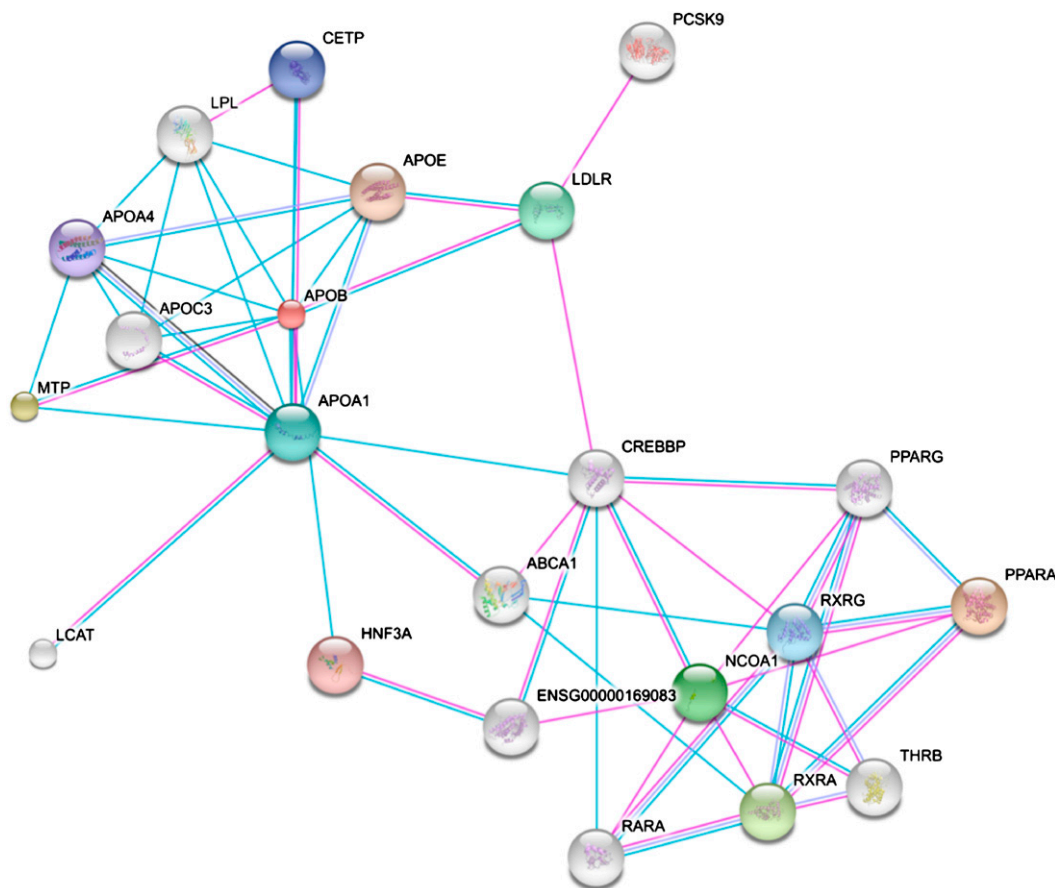 PCSK9
CETP
LPL
APOE
LDLR
APOA4
APOB
APOC3
MTP
APOA1
CREBBP
PPARG
ABCA1
RXRG
PPARA
LCAT
HNF3A
NCOA1
ENSG00000169083
THRB
RXRA
RARA